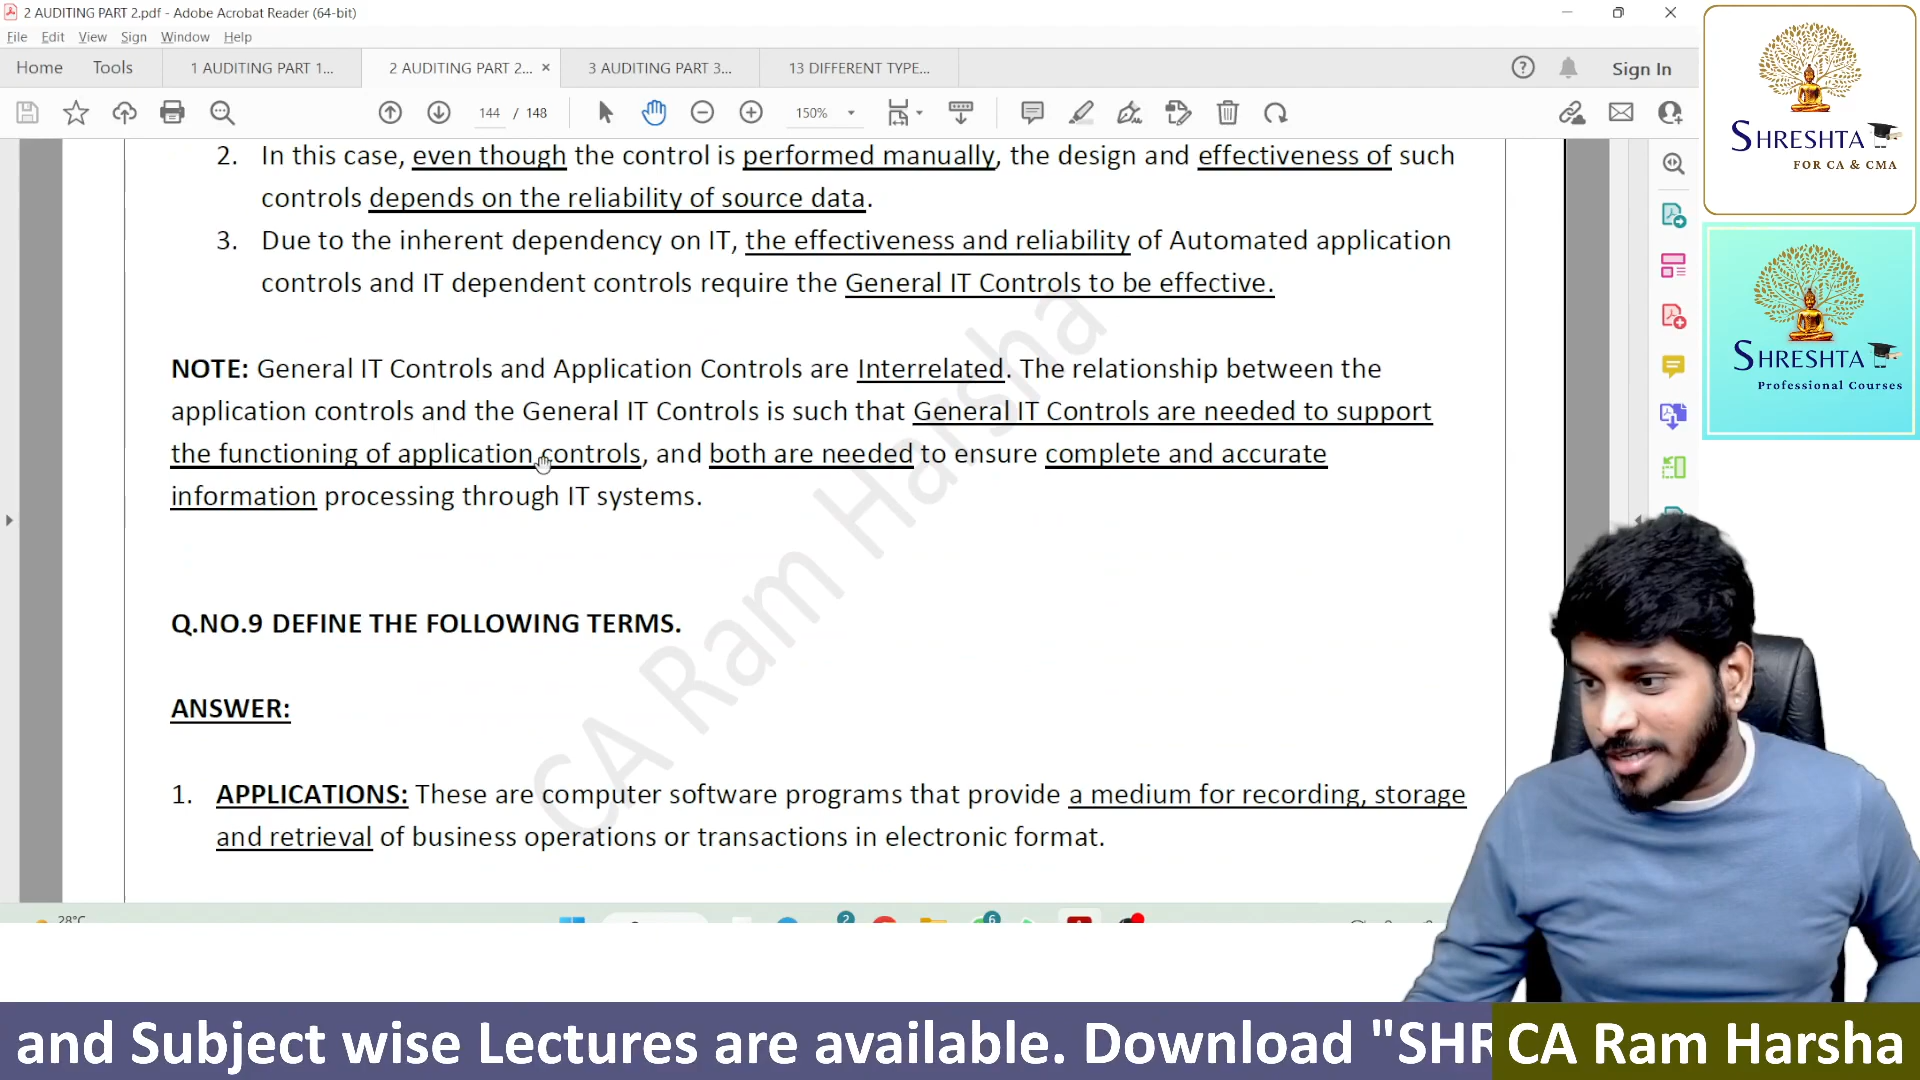 2 AUDITING PART 2.pdf - Adobe Acrobat Reader (64-bit)
File Edit View Sign Window Help
Home Tools 1 AUDITING PART 1... 2 AUDITING PART 2... × 3 AUDITING PART 3... 13 DIFFERENT TYPE... Sign In
144 / 148 150%
2. In this case, even though the control is performed manually, the design and effectiveness of such
controls depends on the reliability of source data.
3. Due to the inherent dependency on IT, the effectiveness and reliability of Automated application
controls and IT dependent controls require the General IT Controls to be effective.
NOTE: General IT Controls and Application Controls are Interrelated. The relationship between the
application controls and the General IT Controls is such that General IT Controls are needed to support
the functioning of application controls, and both are needed to ensure complete and accurate
information processing through IT systems.
Q.NO.9 DEFINE THE FOLLOWING TERMS.
ANSWER:
1. APPLICATIONS: These are computer software programs that provide a medium for recording, storage
and retrieval of business operations or transactions in electronic format.
CA Ram Harsha
SHRESHTA
FOR CA & CMA
SHRESHTA
Professional Courses
28°C
2
6
and Subject wise Lectures are available. Download "SHR
CA Ram Harsha